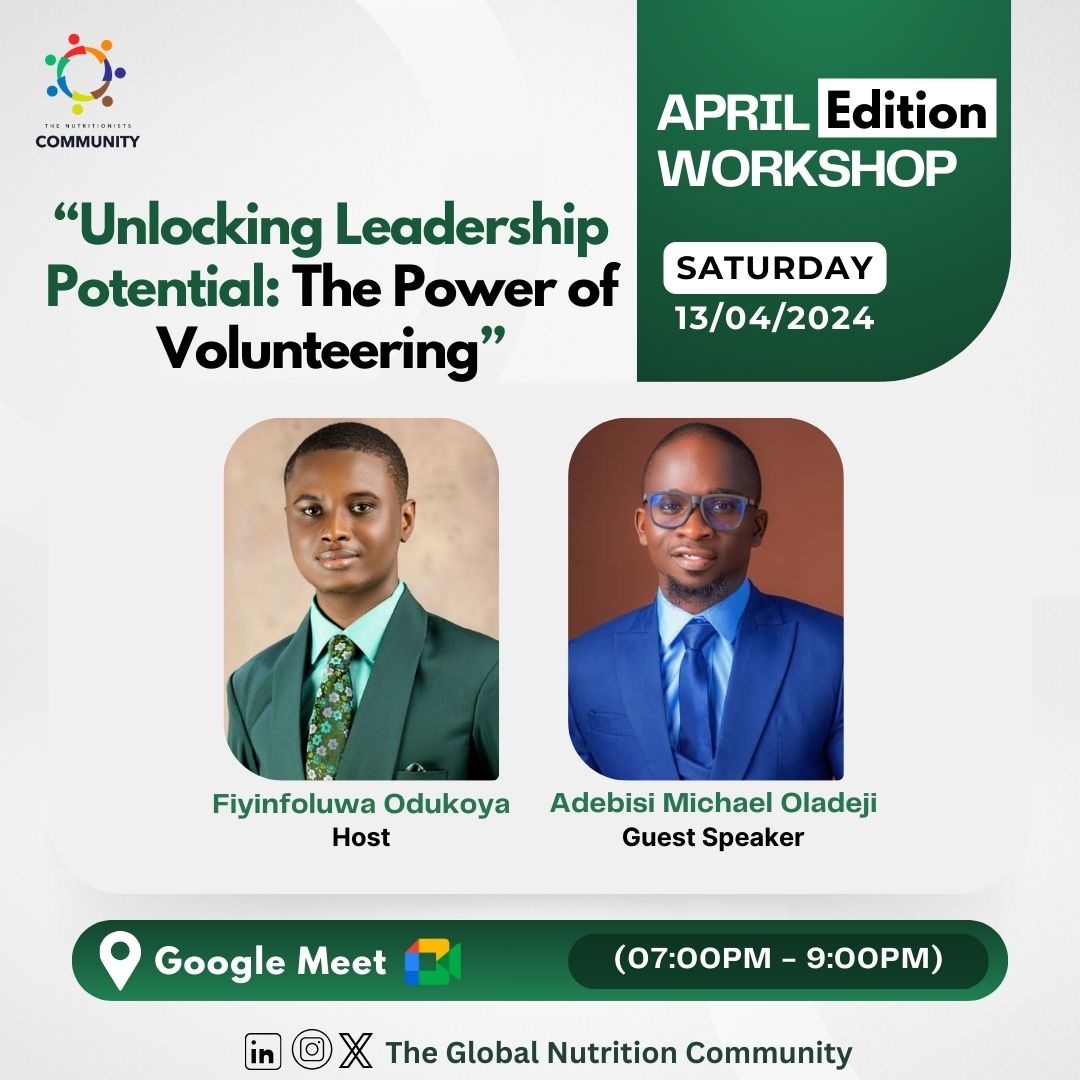 THE NUTRITIONISTS
COMMUNITY
APRIL Edition
WORKSHOP
SATURDAY
13/04/2024
“Unlocking Leadership
Potential: The Power of
Volunteering”
Fiyinfoluwa Odukoya
Host
Adebisi Michael Oladeji
Guest Speaker
Google Meet
(07:00PM - 9:00PM)
in X The Global Nutrition Community